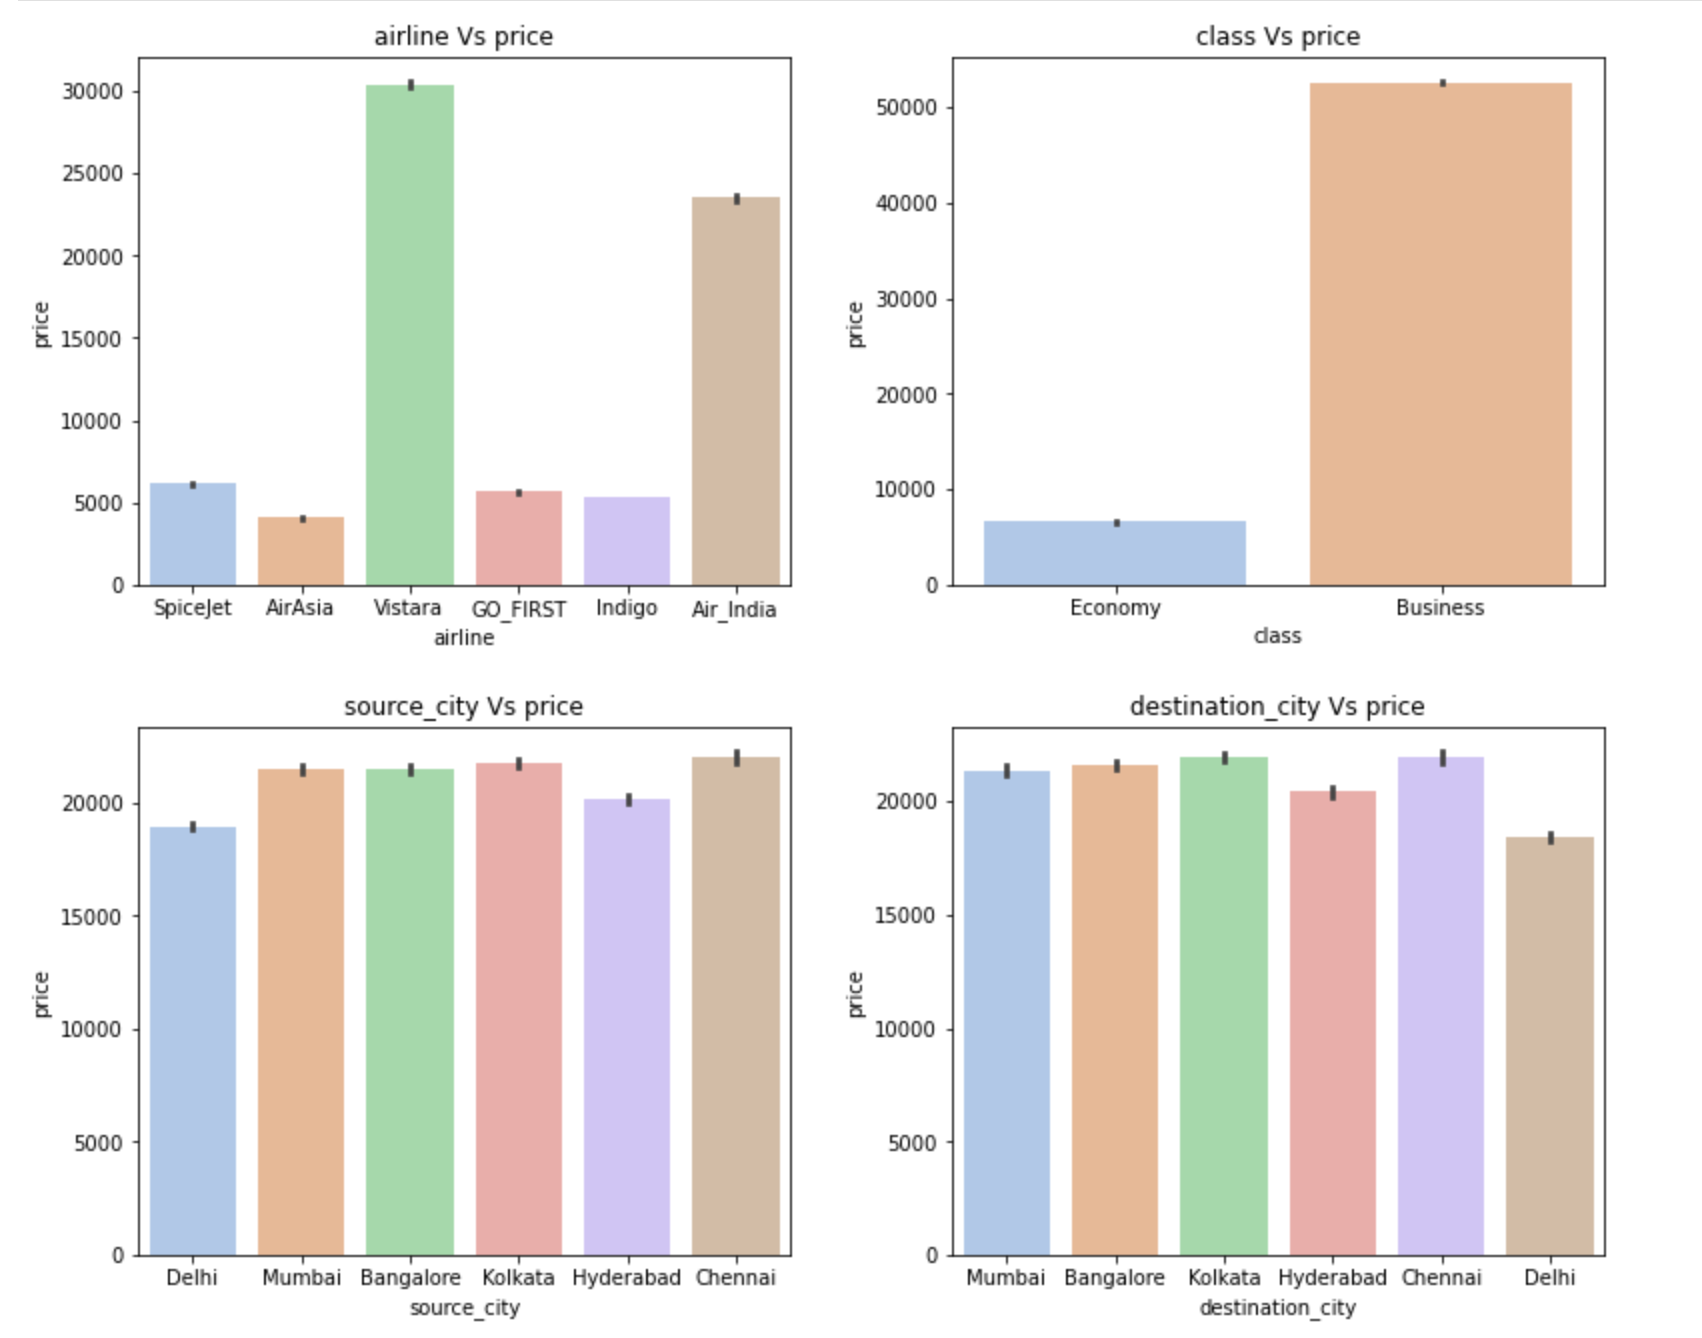 airline Vs price
price
30000
25000
20000
15000
10000
5000
0
SpiceJet AirAsia Vistara GO_FIRST Indigo Air_India
airline
class Vs price
price
50000
40000
30000
20000
10000
0
Economy Business
class
source_city Vs price
price
20000
15000
10000
5000
0
Delhi Mumbai Bangalore Kolkata Hyderabad Chennai
source_city
destination_city Vs price
price
20000
15000
10000
5000
0
Mumbai Bangalore Kolkata Hyderabad Chennai Delhi
destination_city